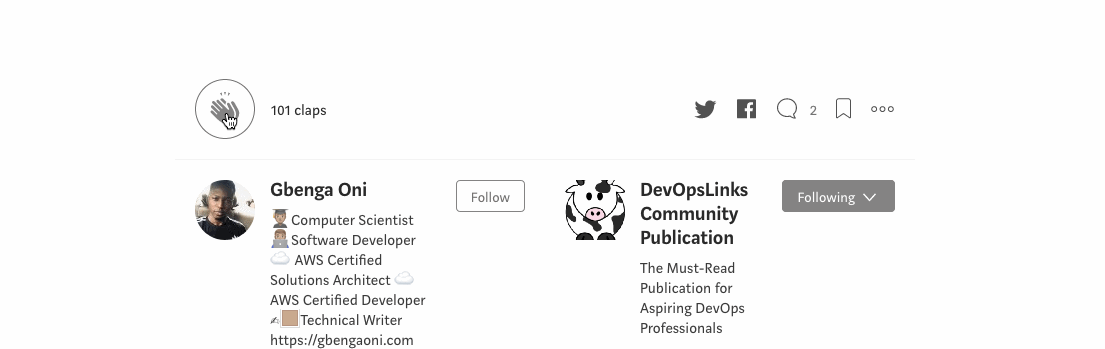 101 claps
2
Gbenga Oni
Follow
Computer Scientist
Software Developer
AWS Certified
Solutions Architect
AWS Certified Developer
Technical Writer
https://gbengaoni.com
DevOpsLinks
Community
Publication
Following
The Must-Read
Publication for
Aspiring DevOps
Professionals